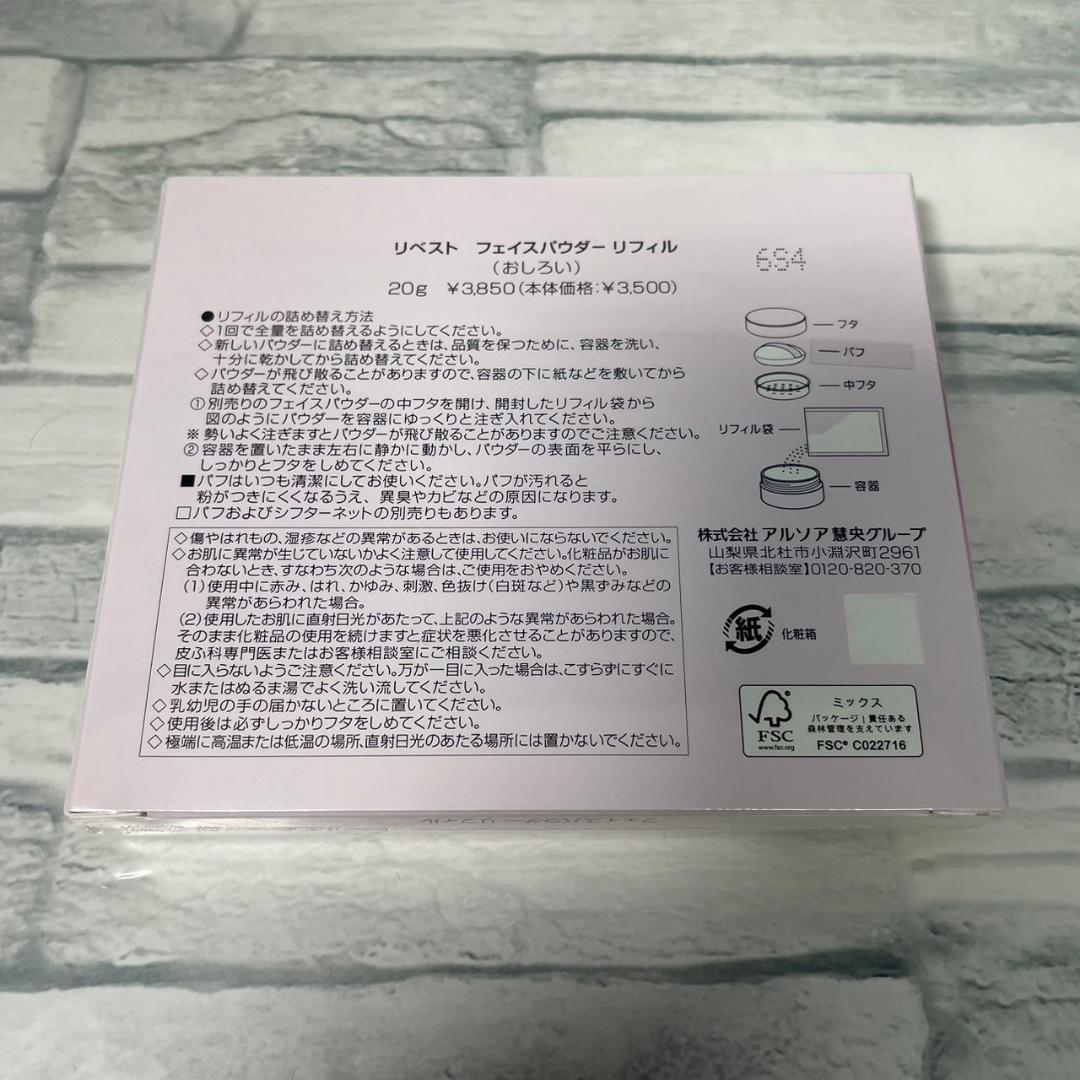 リベスト フェイスパウダー リフィル
(おしろい)
20g ¥3,850(本体価格:¥3,500)
6S4
●リフィルの詰め替え方法
◇1回で全量を詰め替えるようにしてください。
◇新しいパウダーに詰め替えるときは、品質を保つために、容器を洗い、
十分に乾かしてから詰め替えてください。
◇パウダーが飛び散ることがありますので、容器の下に紙などを敷いてから
詰め替えてください。
①別売りのフェイスパウダーの中フタを開け、開封したリフィル袋から
図のようにパウダーを容器にゆっくりと注ぎ入れてください。
※勢いよく注ぎますとパウダーが飛び散ることがありますのでご注意ください。
②容器を置いたまま左右に静かに動かし、パウダーの表面を平らにし、
しっかりとフタをしめてください。
■パフはいつも清潔にしてお使いください。パフが汚れると
粉がつきにくくなるうえ、異臭やカビなどの原因になります。
□パフおよびシフターネットの別売りもあります。
フタ
パフ
中フタ
リフィル袋
容器
◇傷やはれもの、湿疹などの異常があるときは、お使いにならないでください。
◇お肌に異常が生じていないかよく注意して使用してください。化粧品がお肌に
合わないとき、すなわち次のような場合は、ご使用をおやめください。
(1)使用中に赤み、はれ、かゆみ、刺激、色抜け(白斑など)や黒ずみなどの
異常があらわれた場合。
(2)使用したお肌に直射日光があたって、上記のような異常があらわれた場合。
そのまま化粧品の使用を続けますと症状を悪化させることがありますので、
皮ふ科専門医またはお客様相談室にご相談ください。
◇目に入らないようご注意ください。万が一目に入った場合は、こすらずにすぐに
水またはぬるま湯でよく洗い流してください。
◇乳幼児の手の届かないところに置いてください。
◇使用後は必ずしっかりフタをしめてください。
◇極端に高温または低温の場所、直射日光のあたる場所には置かないでください。
株式会社 アルソア慧央グループ
山梨県北杜市小淵沢町2961
【お客様相談室】0120-820-370
紙
化粧箱
FSC
www.fsc.org
ミックス
パッケージ|責任ある
森林管理を支えています
FSC® C022716
フェイスパウダー リフィル